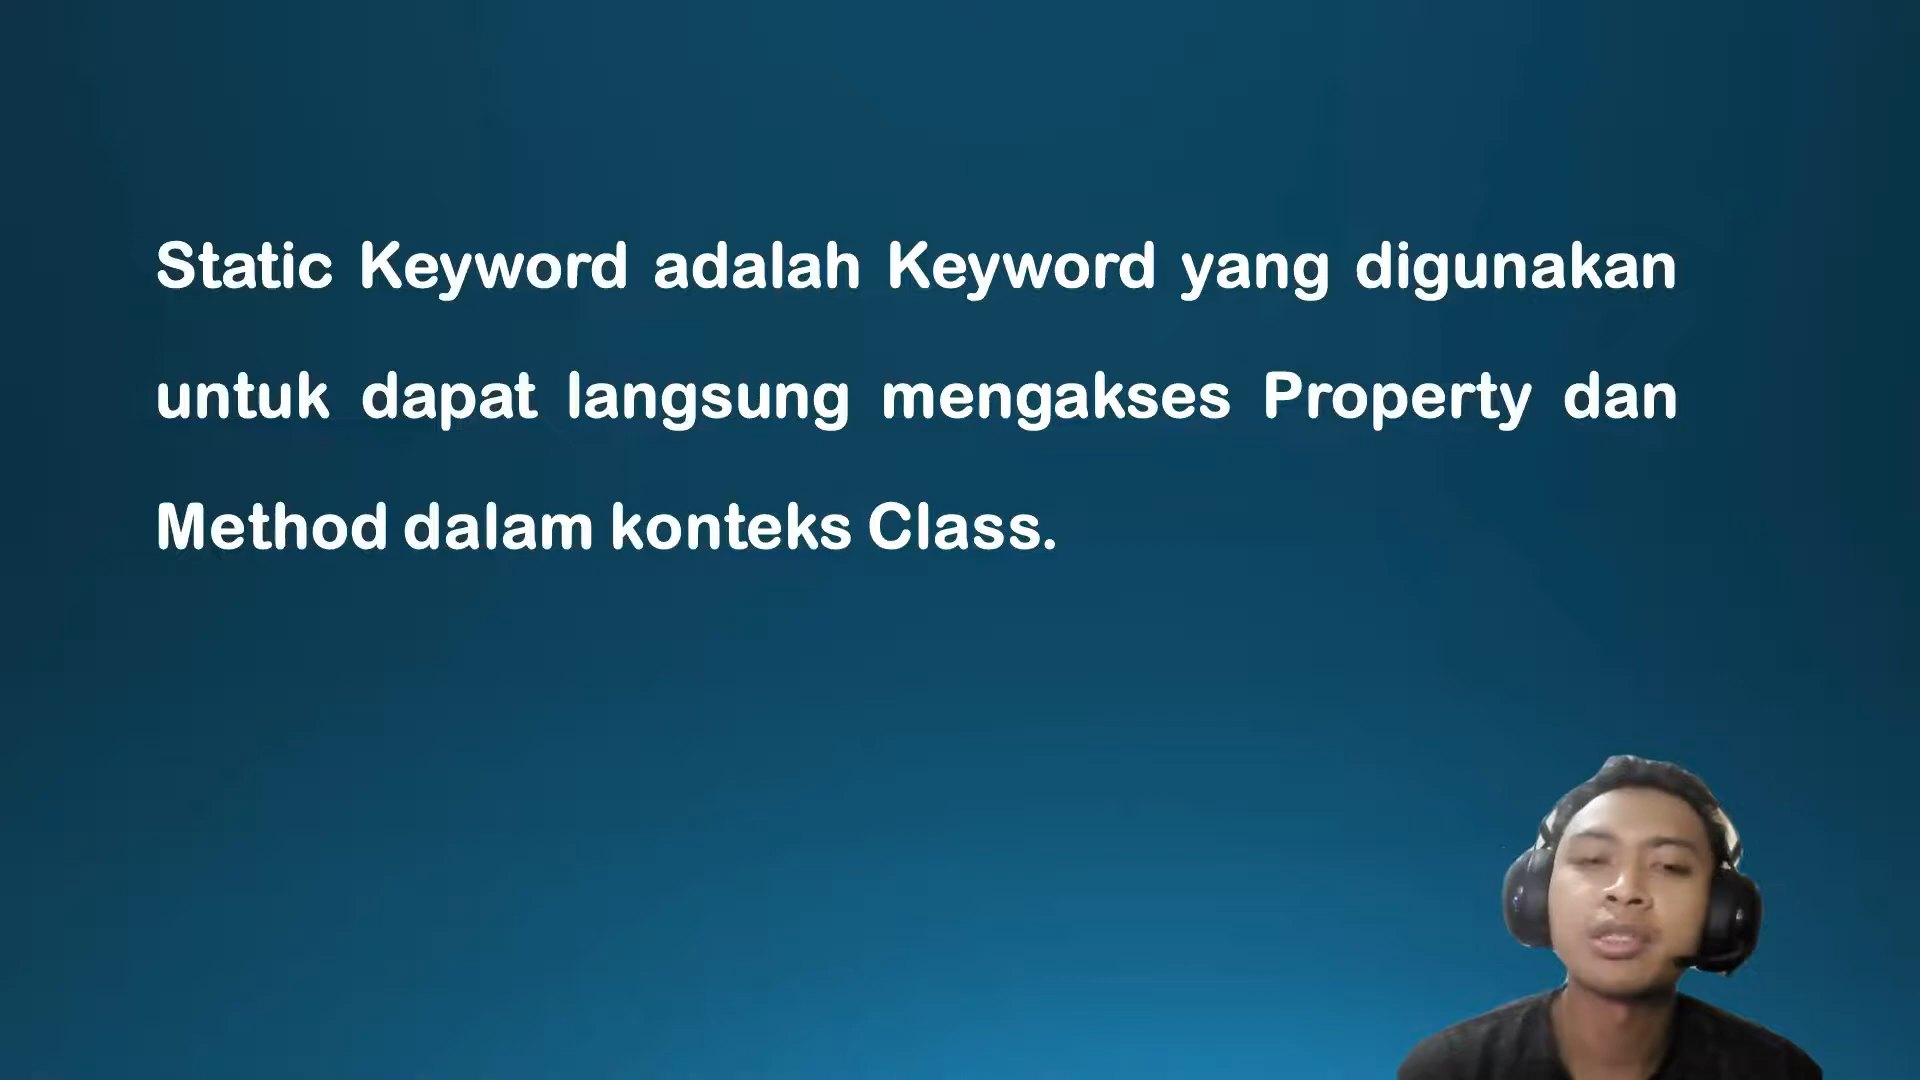 Static Keyword adalah Keyword yang digunakan
untuk dapat langsung mengakses Property dan
Method dalam konteks Class.